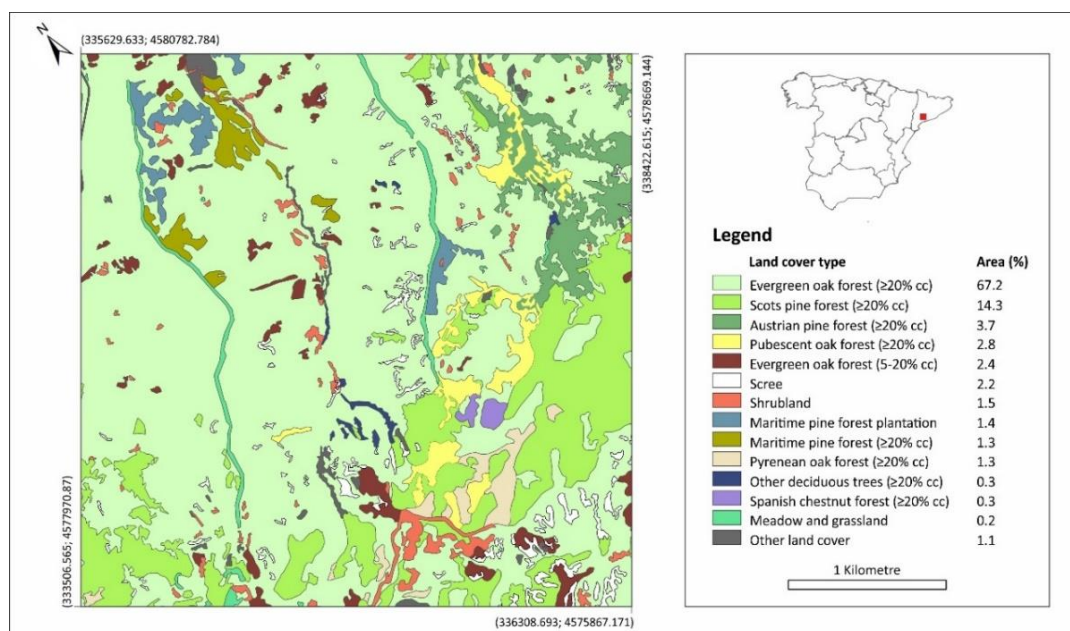 N
(335629.633; 4580782.784)
(338422.615; 4578669.144)
(333506.565; 4577970.87)
(336308.693; 4575867.171)
Legend
Land cover type Area (%)
Evergreen oak forest (≥20% cc) 67.2
Scots pine forest (≥20% cc) 14.3
Austrian pine forest (≥20% cc) 3.7
Pubescent oak forest (≥20% cc) 2.8
Evergreen oak forest (5-20% cc) 2.4
Scree 2.2
Shrubland 1.5
Maritime pine forest plantation 1.4
Maritime pine forest (≥20% cc) 1.3
Pyrenean oak forest (≥20% cc) 1.3
Other deciduous trees (≥20% cc) 0.3
Spanish chestnut forest (≥20% cc) 0.3
Meadow and grassland 0.2
Other land cover 1.1
1 Kilometre